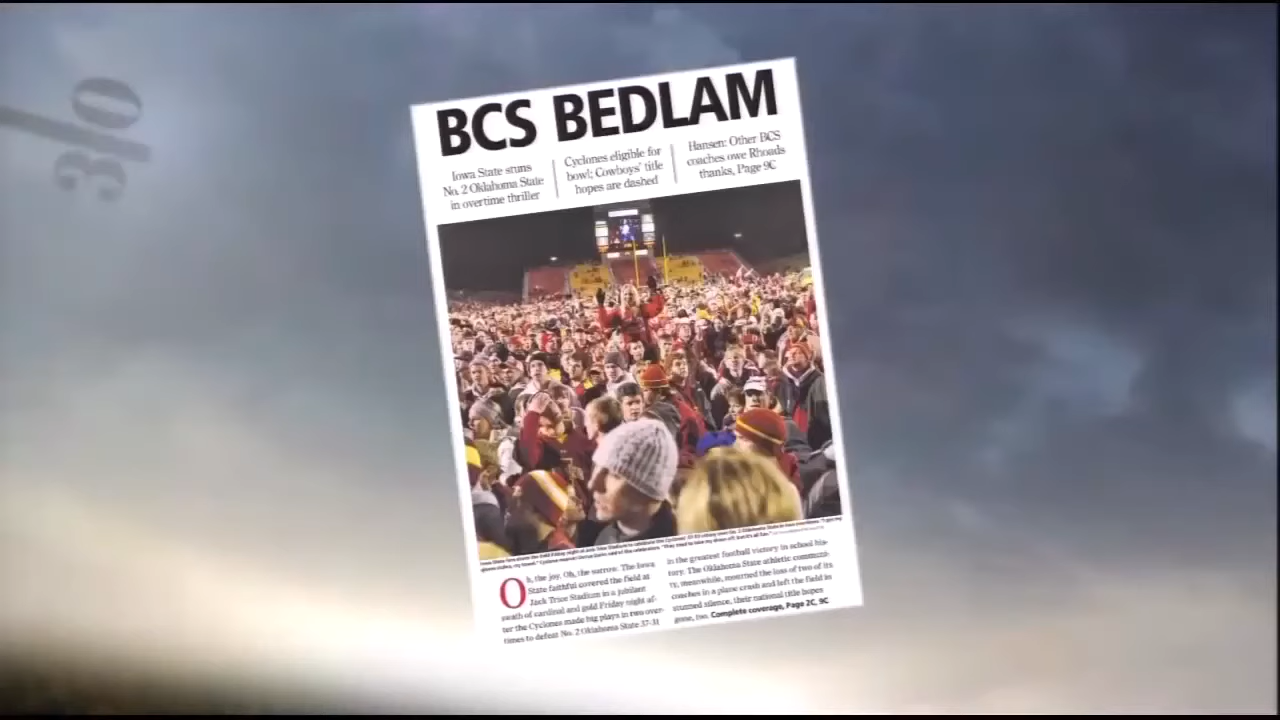 BCS BEDLAM
Iowa State stuns
No. 2 Oklahoma State
in overtime thriller
Cyclones eligible for
bowl; Cowboys' title
hopes are dashed
Hansen: Other BCS
coaches owe Rhoads
thanks, Page 9C
Oh, the joy. Oh, the sorrow. The Iowa
State faithful covered the field at
Jack Trice Stadium in a jubilant
swath of cardinal and gold Friday night af-
ter the Cyclones made big plays in two over-
times to defeat No. 2 Oklahoma State 37-31
in the greatest football victory in school his-
tory. The Oklahoma State athletic communi-
ty, meanwhile, mourned the loss of two of its
coaches in a plane crash and left the field in
stunned silence, their national title hopes
gone, too. Complete coverage, Page 2C, 9C